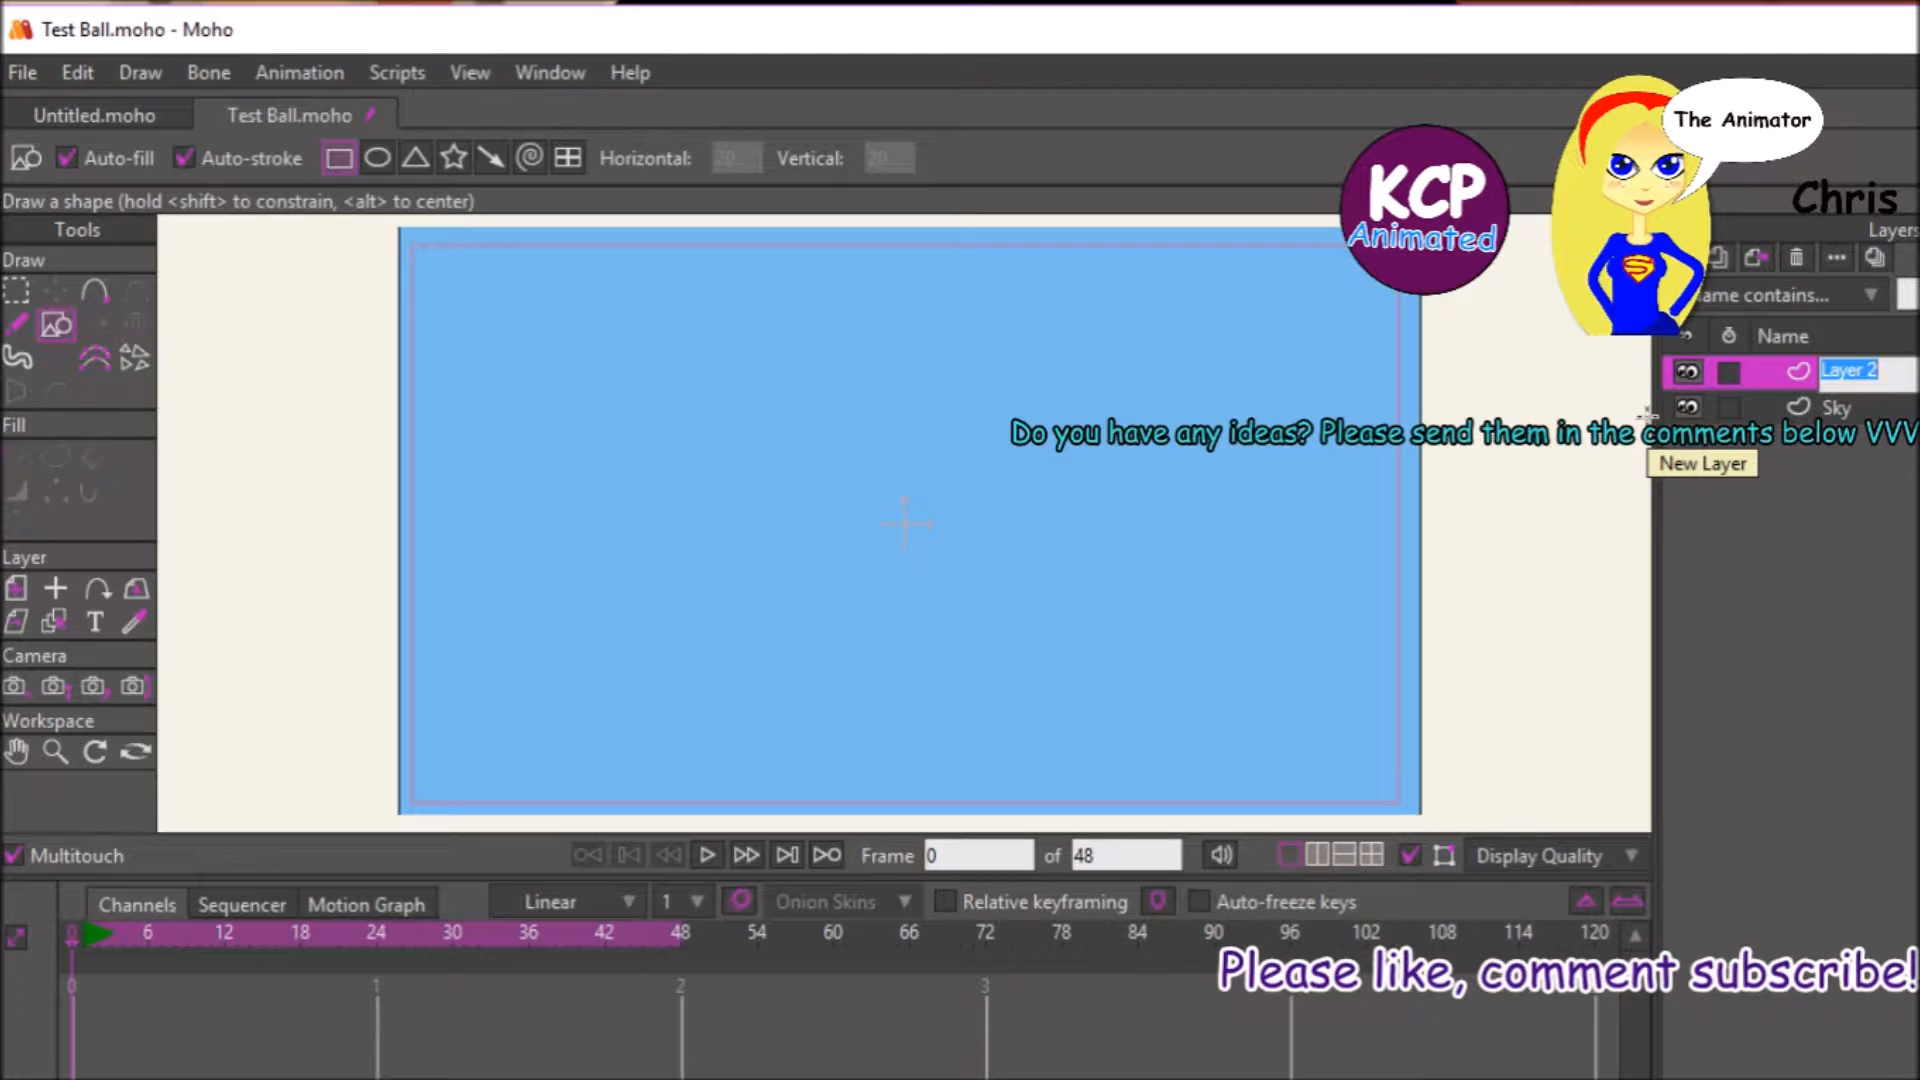 Test Ball.moho - Moho
File Edit Draw Bone Animation Scripts View Window Help
Untitled.moho Test Ball.moho
Auto-fill Auto-stroke Horizontal: 20 Vertical: 20
Draw a shape (hold <shift> to constrain, <alt> to center)
The Animator
KCP
Animated
Chris
Tools
Layers
Draw
ame contains...
Name
Layer 2
Sky
Do you have any ideas? Please send them in the comments below VVV
New Layer
Fill
Layer
T
Camera
Workspace
Multitouch Frame 0 of 48 Display Quality
Channels Sequencer Motion Graph Linear 1 Onion Skins Relative keyframing Auto-freeze keys
0 6 12 18 24 30 36 42 48 54 60 66 72 78 84 90 96 102 108 114 120
Please like, comment subscribe!
0 1 2 3